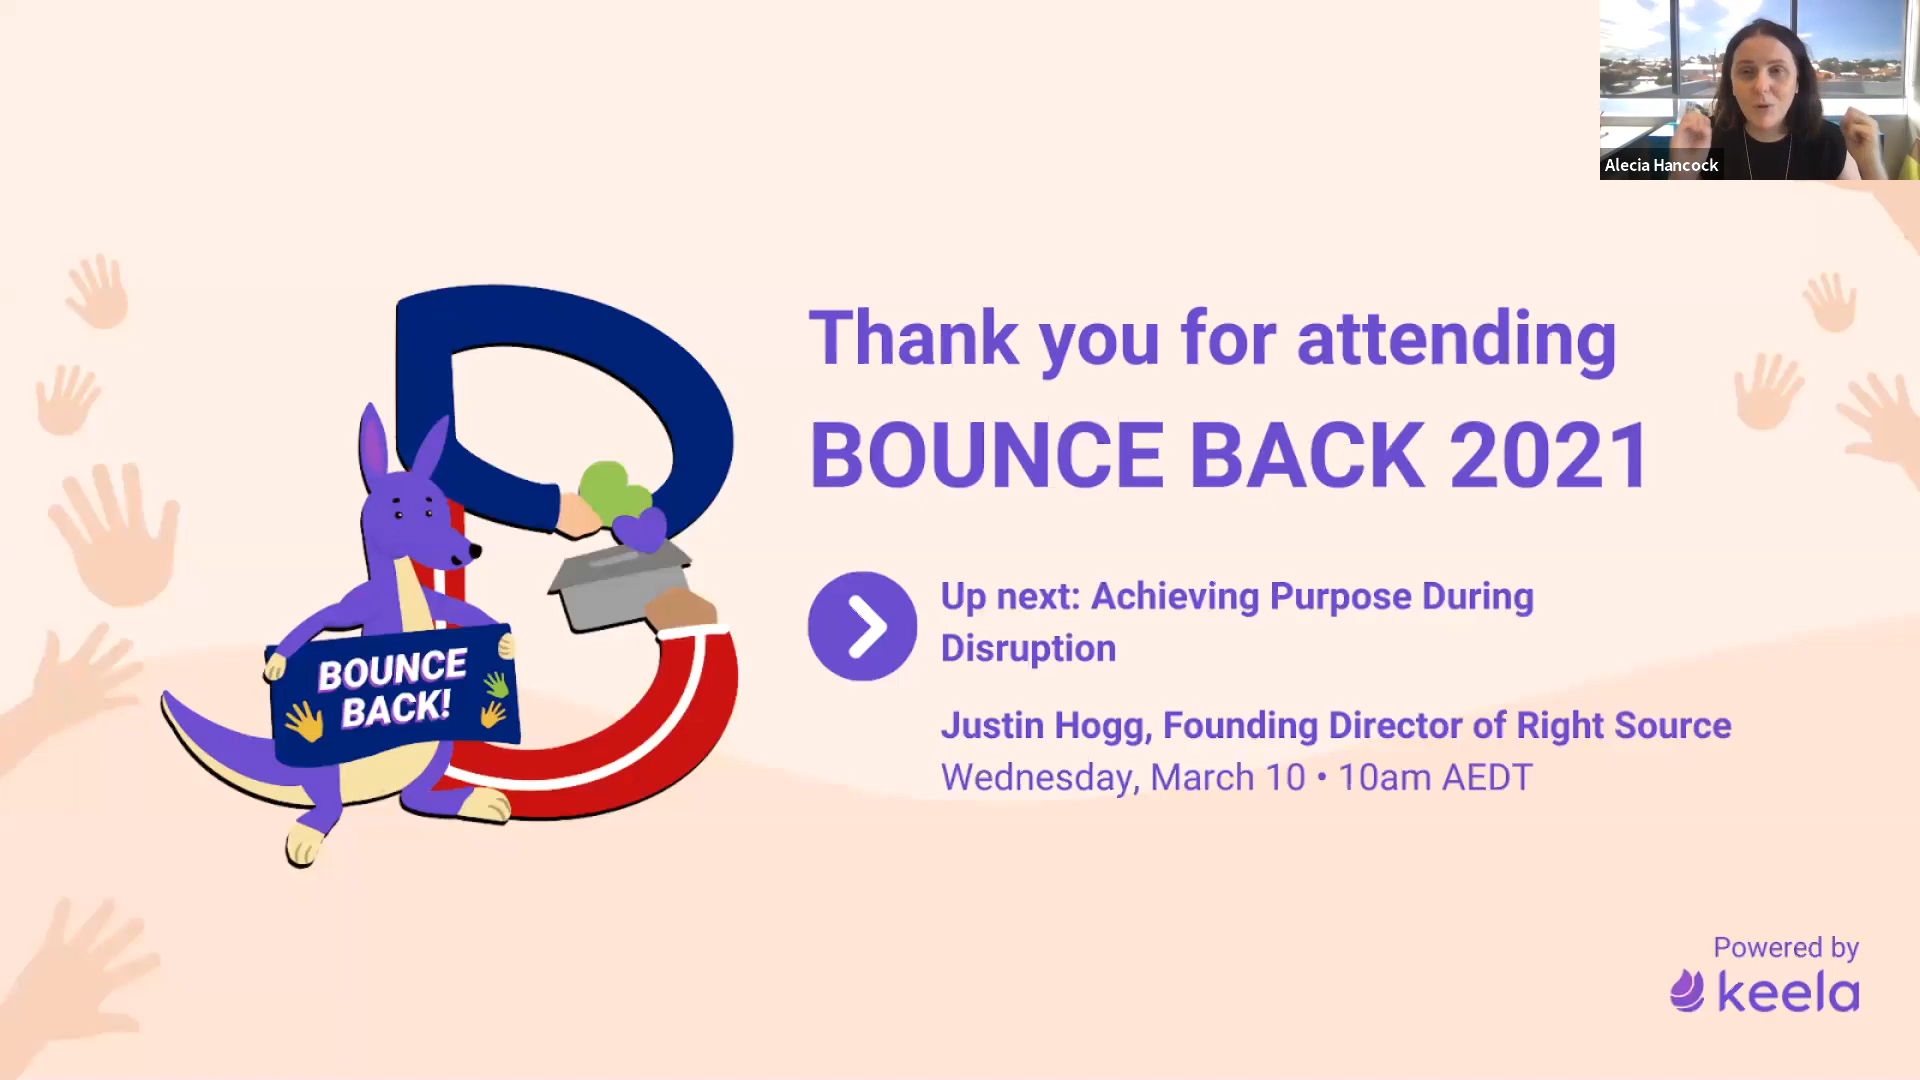 Alecia Hancock
Thank you for attending
BOUNCE BACK 2021
Up next: Achieving Purpose During
Disruption
Justin Hogg, Founding Director of Right Source
Wednesday, March 10 • 10am AEDT
BOUNCE
BACK!
Powered by
keela